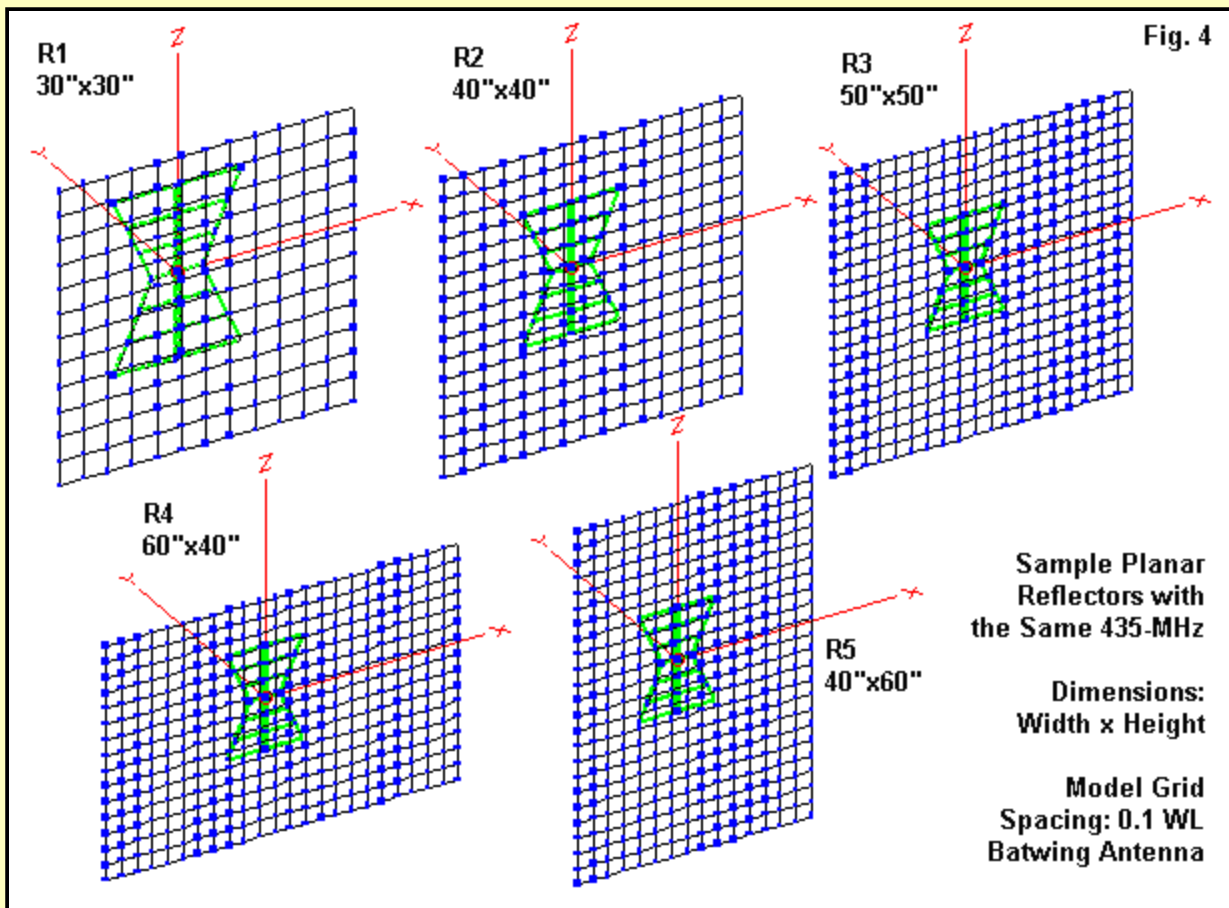 Fig. 4
R1
30"x30"
Z
Y
X
R2
40"x40"
Z
Y
X
R3
50"x50"
Z
Y
X
R4
60"x40"
Z
Y
X
R5
40"x60"
Z
Y
X
Sample Planar
Reflectors with
the Same 435-MHz
Dimensions:
Width x Height
Model Grid
Spacing: 0.1 WL
Batwing Antenna